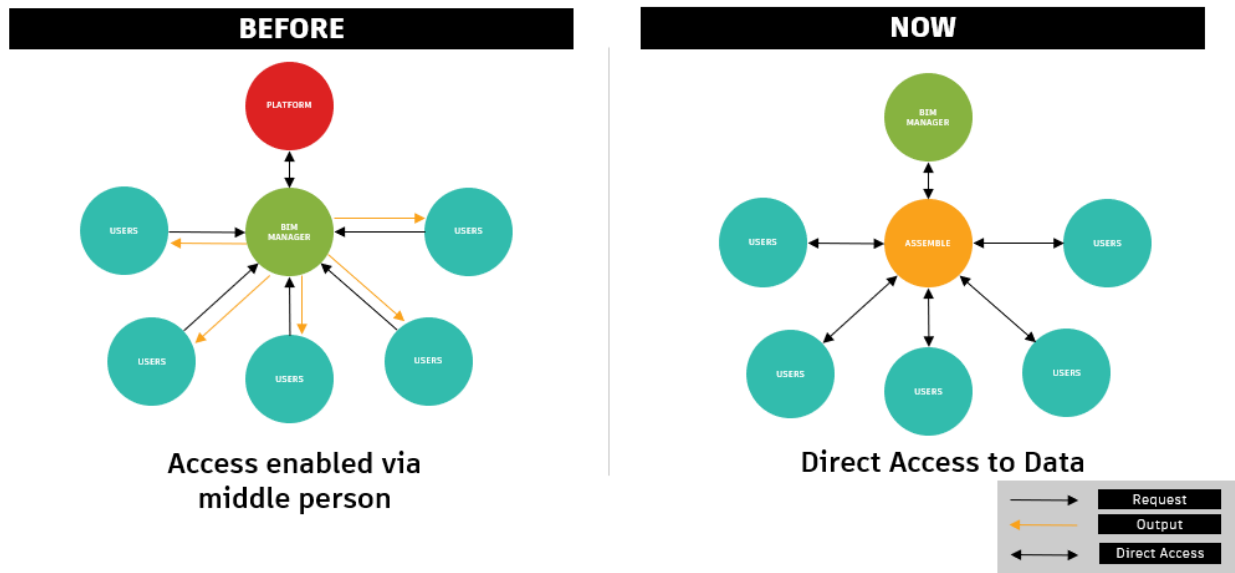 BEFORE
PLATFORM
USERS
BIM
MANAGER
USERS
USERS
USERS
USERS
Access enabled via
middle person
NOW
BIM
MANAGER
USERS
ASSEMBLE
USERS
USERS
USERS
USERS
Direct Access to Data
Request
Output
Direct Access